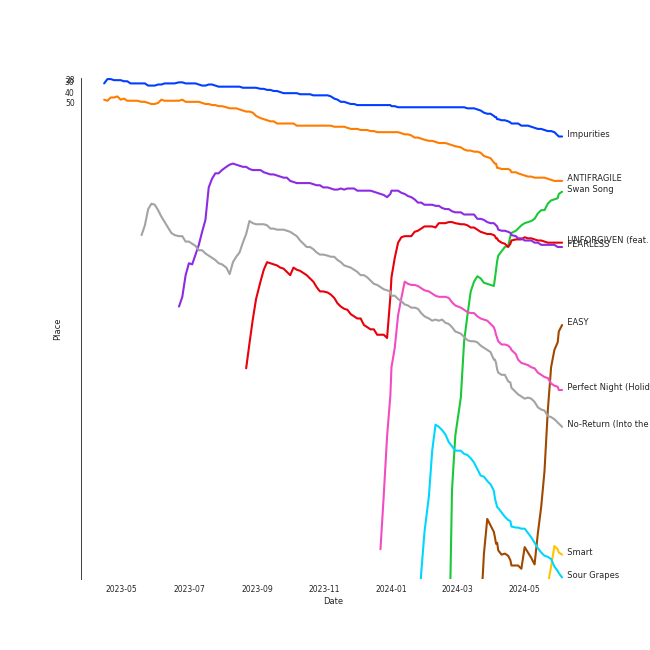 30
40
50
Impurities
ANTIFRAGILE
Swan Song
UNFORGIVEN (feat.
FEARLESS
EASY
Place
Perfect Night (Holid
No-Return (Into the
Smart
Sour Grapes
2023-05 2023-07 2023-09 2023-11 2024-01 2024-03 2024-05
Date